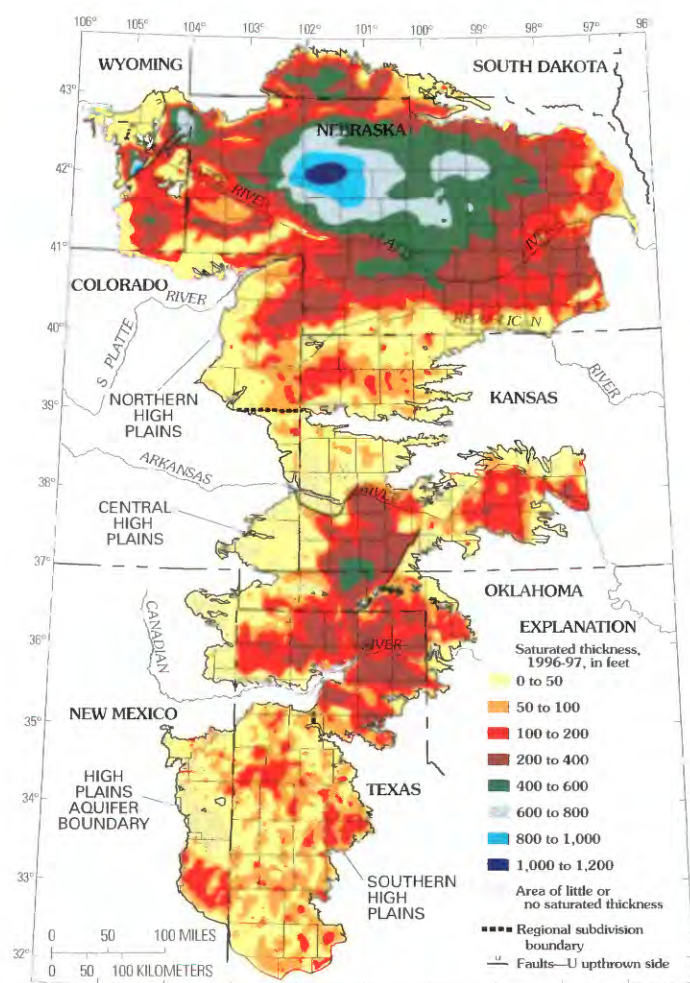 106°
105°
104°
103°
102°
101°
100°
99°
98°
97°
96°
WYOMING
SOUTH DAKOTA
43°
NEBRASKA
42°
RIVER
41°
COLORADO
RIVER
S PLATTE
40°
NORTHERN
HIGH
PLAINS
39°
KANSAS
RIVER
ARKANSAS
RIVER
38°
CENTRAL
HIGH
PLAINS
37°
OKLAHOMA
CANADIAN
RIVER
36°
35°
NEW MEXICO
TEXAS
HIGH
PLAINS
AQUIFER
BOUNDARY
34°
33°
SOUTHERN
HIGH
PLAINS
32°
0 50 100 MILES
0 50 100 KILOMETERS
EXPLANATION
Saturated thickness,
1996-97, in feet
0 to 50
50 to 100
100 to 200
200 to 400
400 to 600
600 to 800
800 to 1,000
1,000 to 1,200
Area of little or
no saturated thickness
Regional subdivision
boundary
U
Faults—U upthrown side